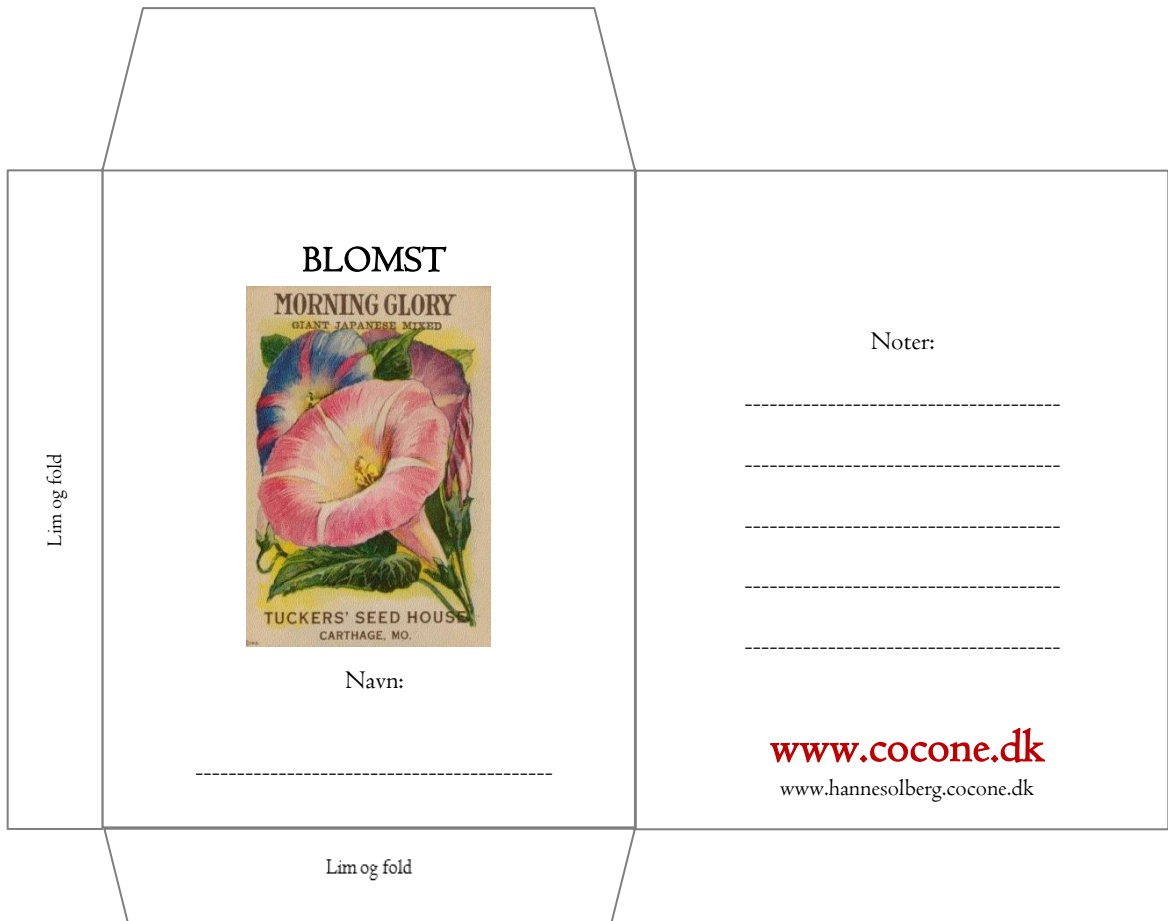 BLOMST
MORNING GLORY
GIANT JAPANESE MIXED
TUCKERS' SEED HOUSE
CARTHAGE, MO.
Navn:
Lim og fold
Lim og fold
Noter:
www.cocone.dk
www.hannesolberg.cocone.dk